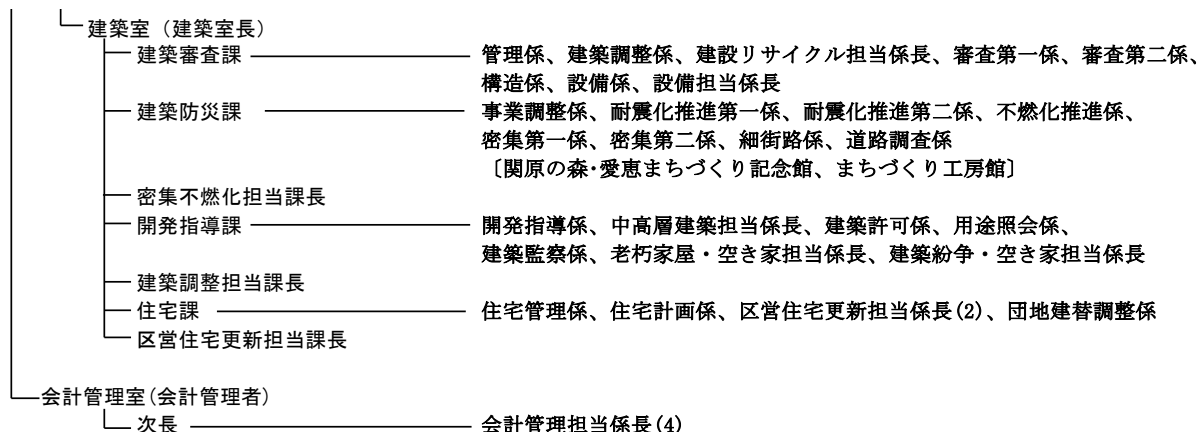 建築室（建築室長）
建築審査課 管理係、建築調整係、建設リサイクル担当係長、審査第一係、審査第二係、
構造係、設備係、設備担当係長
建築防災課 事業調整係、耐震化推進第一係、耐震化推進第二係、不燃化推進係、
密集第一係、密集第二係、細街路係、道路調査係
〔関原の森･愛恵まちづくり記念館、まちづくり工房館〕
密集不燃化担当課長
開発指導課 開発指導係、中高層建築担当係長、建築許可係、用途照会係、
建築監察係、老朽家屋・空き家担当係長、建築紛争・空き家担当係長
建築調整担当課長
住宅課 住宅管理係、住宅計画係、区営住宅更新担当係長(2)、団地建替調整係
区営住宅更新担当課長
会計管理室(会計管理者)
次長 会計管理担当係長(4)